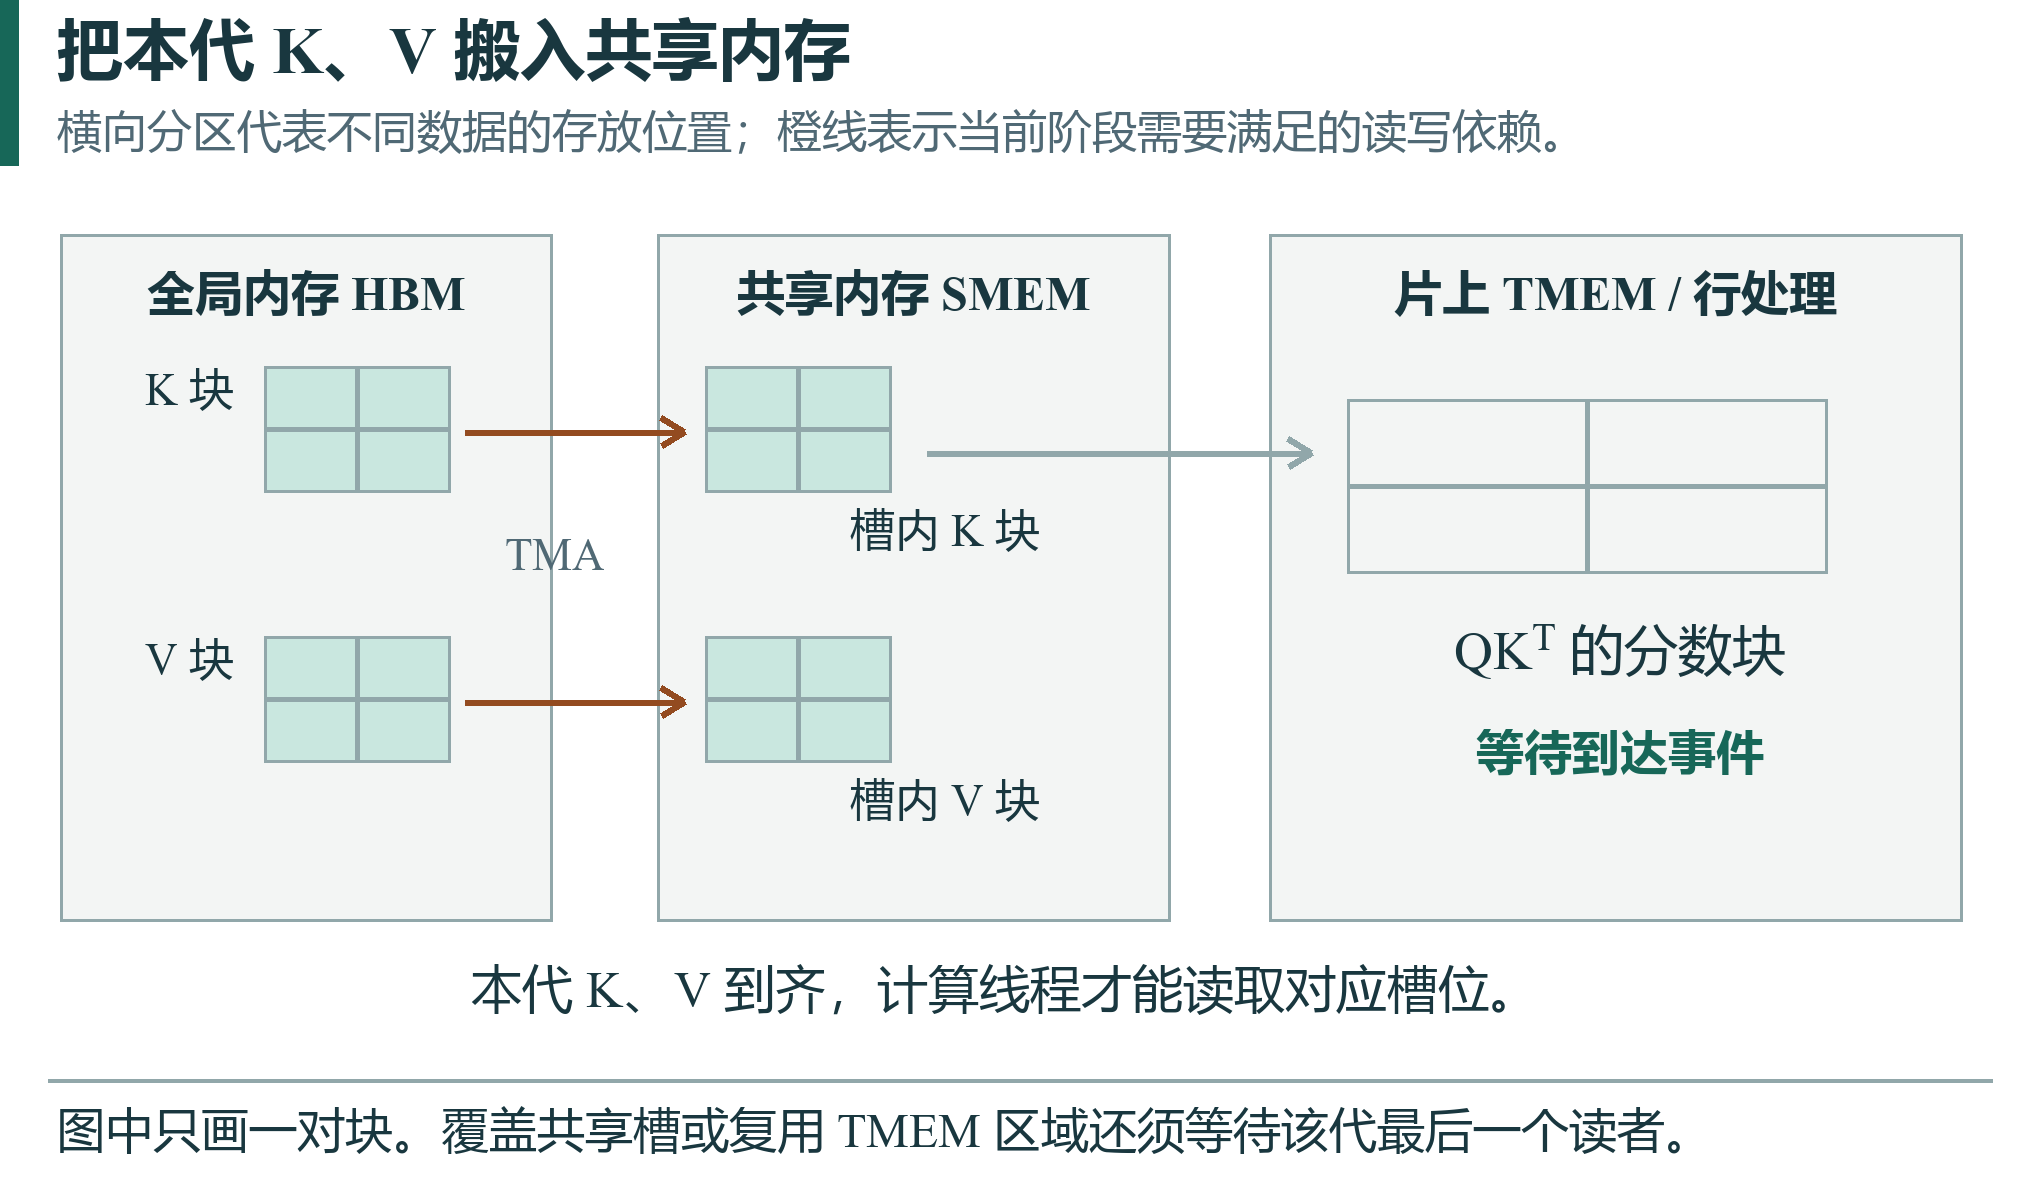 把本代 K、V 搬入共享内存
横向分区代表不同数据的存放位置；橙线表示当前阶段需要满足的读写依赖。
全局内存 HBM
K 块
TMA
V 块
共享内存 SMEM
槽内 K 块
槽内 V 块
片上 TMEM / 行处理
QKᵀ 的分数块
等待到达事件
本代 K、V 到齐，计算线程才能读取对应槽位。
图中只画一对块。覆盖共享槽或复用 TMEM 区域还须等待该代最后一个读者。